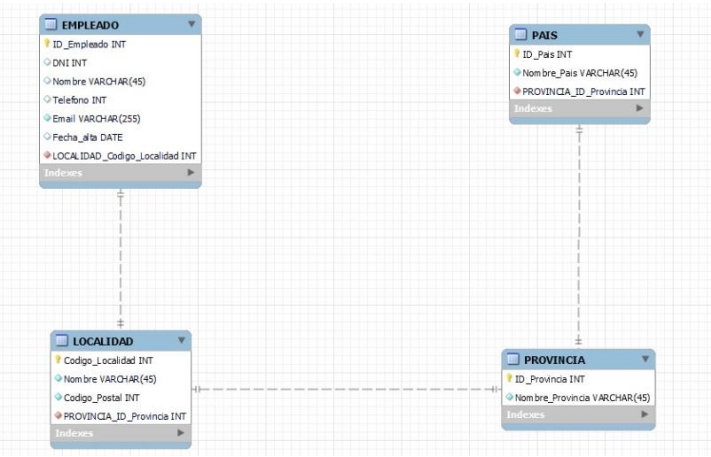 EMPLEADO
ID_Empleado INT
DNI INT
Nombre VARCHAR(45)
Telefono INT
Email VARCHAR(255)
Fecha_alta DATE
LOCALIDAD_Codigo_Localidad INT
Indexes
PAIS
ID_Pais INT
Nombre_Pais VARCHAR(45)
PROVINCIA_ID_Provincia INT
Indexes
LOCALIDAD
Codigo_Localidad INT
Nombre VARCHAR(45)
Codigo_Postal INT
PROVINCIA_ID_Provincia INT
Indexes
PROVINCIA
ID_Provincia INT
Nombre_Provincia VARCHAR(45)
Indexes